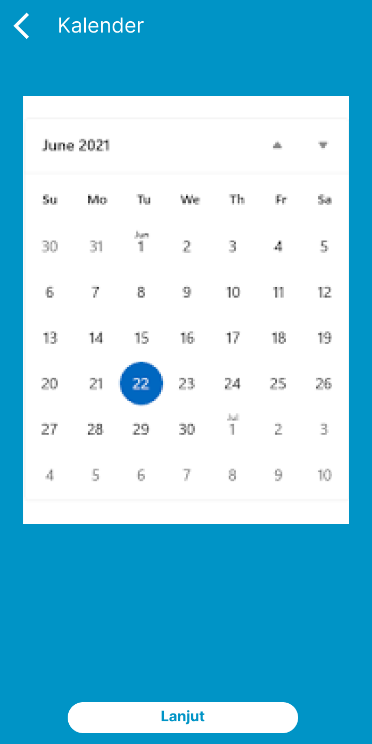 Kalender
June 2021
Su Mo Tu We Th Fr Sa
30 31 Jun 1 2 3 4 5
6 7 8 9 10 11 12
13 14 15 16 17 18 19
20 21 22 23 24 25 26
27 28 29 30 Jul 1 2 3
4 5 6 7 8 9 10
Lanjut